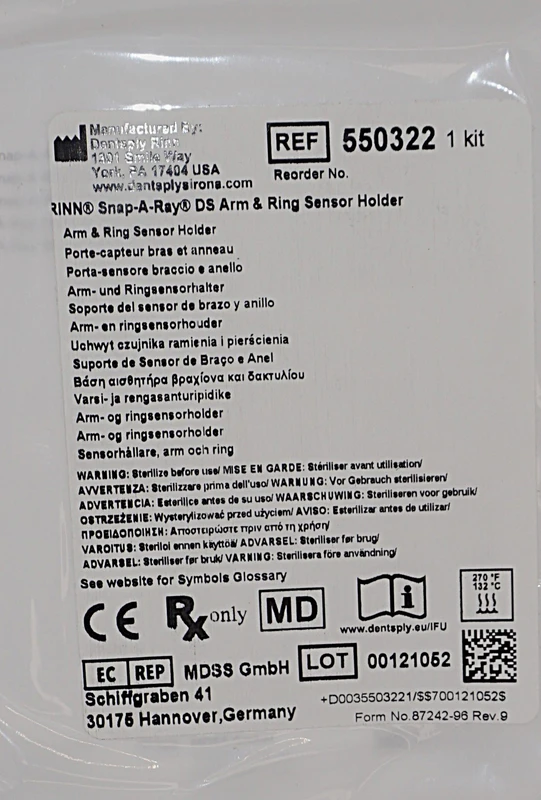 Manufactured By:
Dentsply Rinn
1301 Smile Way
York, PA 17404 USA
www.dentsplysirona.com
REF 550322 1 kit
Reorder No.
RINN® Snap-A-Ray® DS Arm & Ring Sensor Holder
Arm & Ring Sensor Holder
Porte-capteur bras et anneau
Porta-sensore braccio e anello
Arm- und Ringsensorhalter
Soporte del sensor de brazo y anillo
Arm- en ringsensorhouder
Uchwyt czujnika ramienia i pierścienia
Suporte de Sensor de Braço e Anel
Βάση αισθητήρα βραχίονα και δακτυλίου
Varsi- ja rengasanturipidike
Arm- og ringsensorholder
Arm- og ringsensorholder
Sensorhållare, arm och ring
WARNING: Sterilize before use/ MISE EN GARDE: Stériliser avant utilisation/
AVVERTENZA: Sterilizzare prima dell'uso/ WARNUNG: Vor Gebrauch sterilisieren/
ADVERTENCIA: Esterilice antes de su uso/ WAARSCHUWING: Steriliseren voor gebruik/
OSTRZEŻENIE: Wysterylizować przed użyciem/ AVISO: Esterilizar antes de utilizar/
ΠΡΟΕΙΔΟΠΟΙΗΣΗ: Αποστειρώστε πριν από τη χρήση/
VAROITUS: Steriloi ennen käyttöä/ ADVARSEL: Steriliser før brug/
ADVARSEL: Steriliser før bruk/ VARNING: Sterilisera före användning/
See website for Symbols Glossary
270 °F
132 °C
CE Rx only MD
www.dentsply.eu/IFU
EC REP MDSS GmbH LOT 00121052
Schiffgraben 41
30175 Hannover,Germany
+D0035503221/$$700121052S
Form No.87242-96 Rev.9